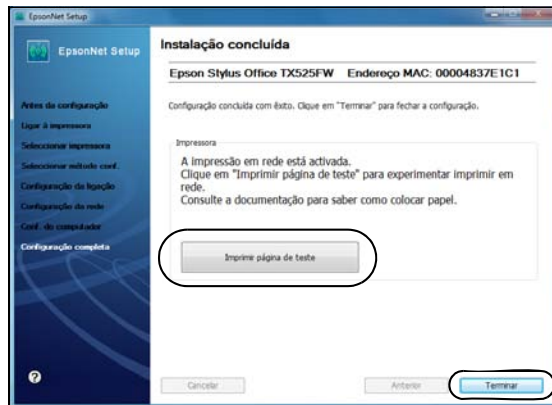 EpsonNet Setup
EpsonNet Setup
Instalação concluída
Epson Stylus Office TX525FW Endereço MAC: 00004837E1C1
Antes da configuração
Ligar à impressora
Seleccionar impressora
Seleccionar método conf.
Configuração da ligação
Configuração da rede
Conf. do computador
Configuração completa
Configuração concluída com êxito. Clique em "Terminar" para fechar a configuração.
Impressora
A impressão em rede está activada.
Clique em "Imprimir página de teste" para experimentar imprimir em
rede.
Consulte a documentação para saber como colocar papel.
Imprimir página de teste
?
Cancelar
Anterior
Terminar